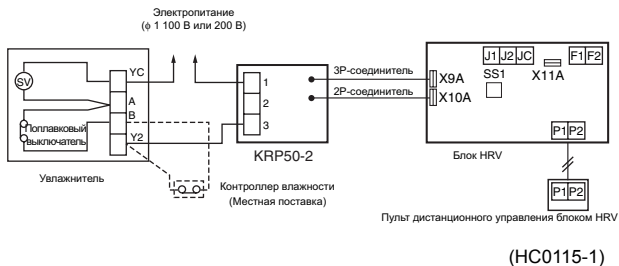 Электропитание
(ϕ 1 100 В или 200 В)
YC
SV
A
B
Поплавковый
выключатель
Y2
Увлажнитель
1
2
3
KRP50-2
Контроллер влажности
(Местная поставка)
3P-соединитель
2P-соединитель
J1 J2 JC
F1 F2
SS1
X11A
X9A
X10A
P1 P2
Блок HRV
P1 P2
Пульт дистанционного управления блоком HRV
(HC0115-1)